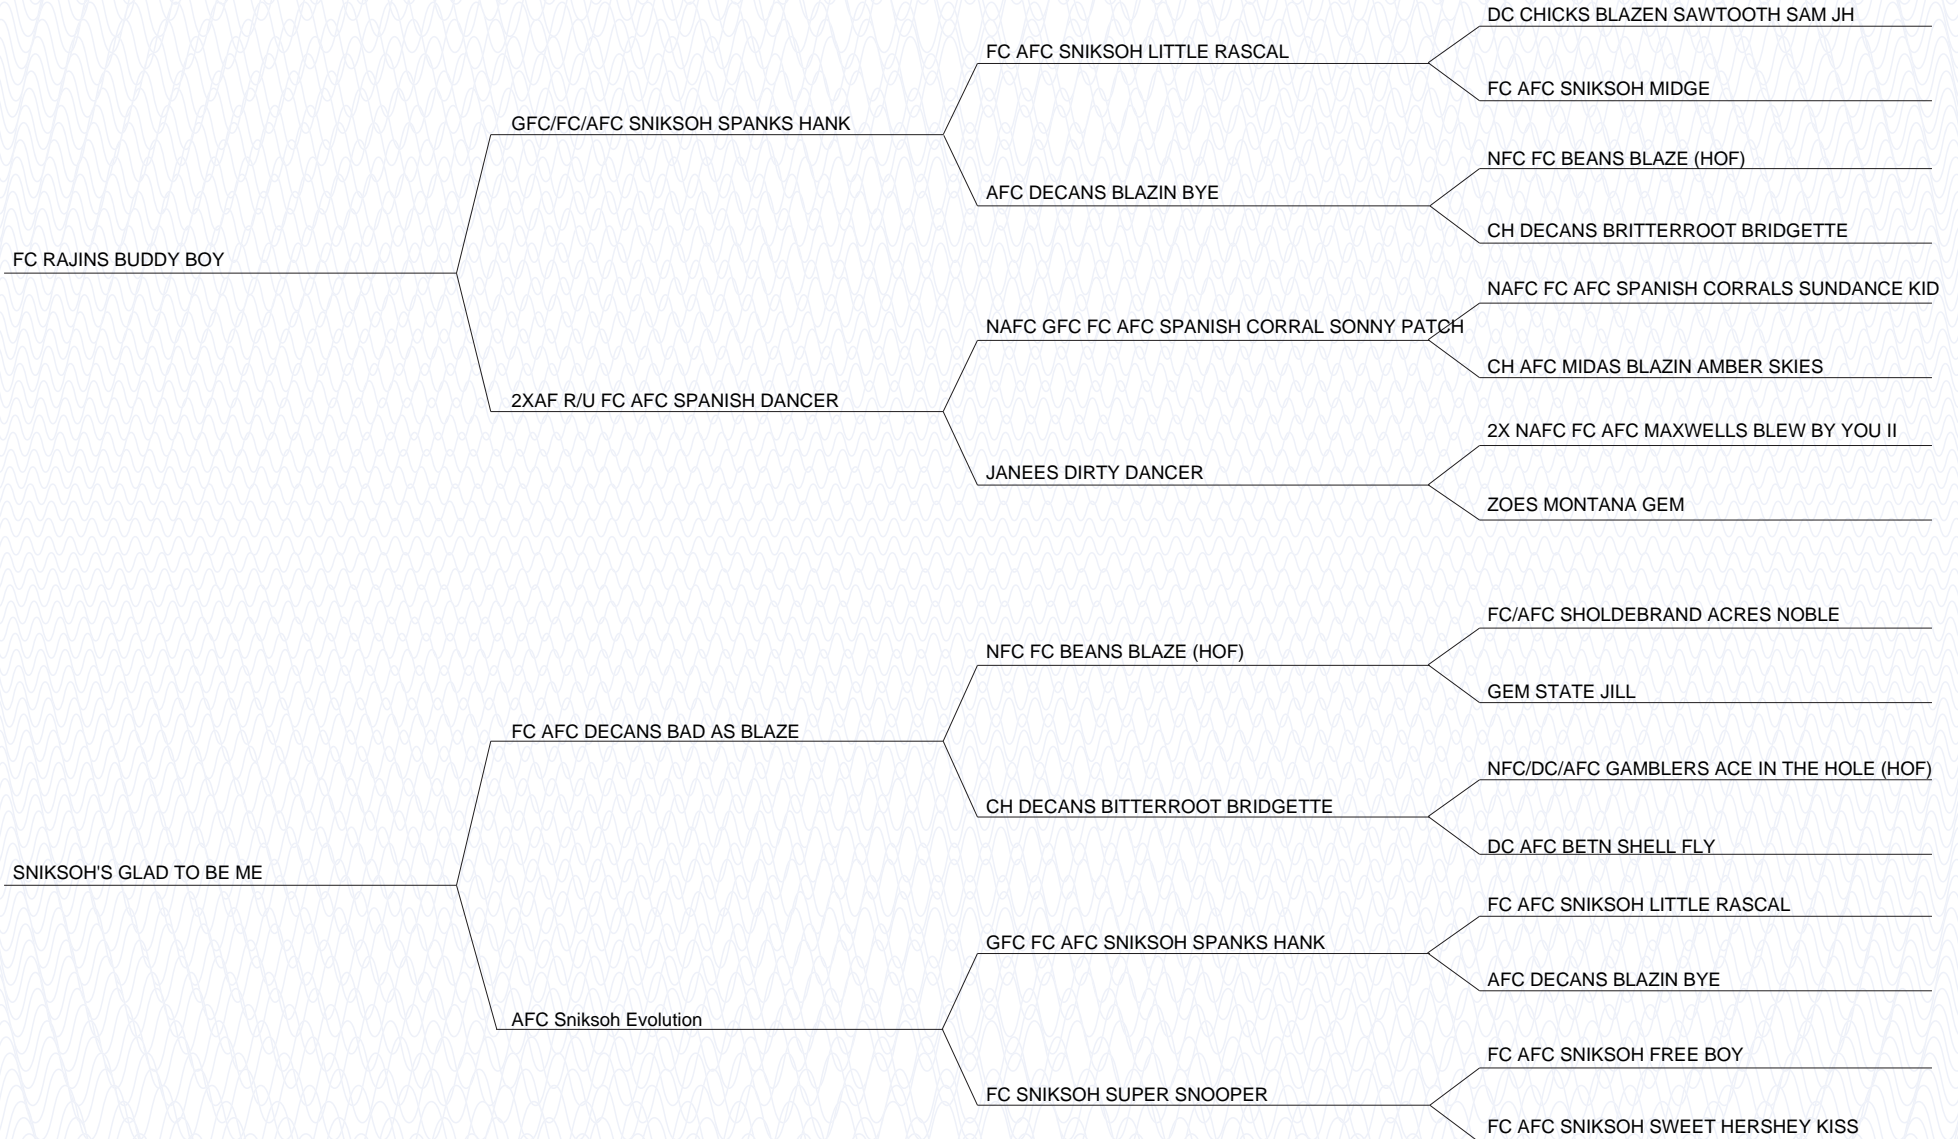 DC CHICKS BLAZEN SAWTOOTH SAM JH
FC AFC SNIKSOH LITTLE RASCAL
FC AFC SNIKSOH MIDGE
GFC/FC/AFC SNIKSOH SPANKS HANK
NFC FC BEANS BLAZE (HOF)
AFC DECANS BLAZIN BYE
CH DECANS BRITTERROOT BRIDGETTE
FC RAJINS BUDDY BOY
NAFC FC AFC SPANISH CORRALS SUNDANCE KID
NAFC GFC FC AFC SPANISH CORRAL SONNY PATCH
CH AFC MIDAS BLAZIN AMBER SKIES
2XAF R/U FC AFC SPANISH DANCER
2X NAFC FC AFC MAXWELLS BLEW BY YOU II
JANEES DIRTY DANCER
ZOES MONTANA GEM
FC/AFC SHOLDEBRAND ACRES NOBLE
NFC FC BEANS BLAZE (HOF)
GEM STATE JILL
FC AFC DECANS BAD AS BLAZE
NFC/DC/AFC GAMBLERS ACE IN THE HOLE (HOF)
CH DECANS BITTERROOT BRIDGETTE
DC AFC BETN SHELL FLY
SNIKSOH'S GLAD TO BE ME
FC AFC SNIKSOH LITTLE RASCAL
GFC FC AFC SNIKSOH SPANKS HANK
AFC DECANS BLAZIN BYE
AFC Sniksoh Evolution
FC AFC SNIKSOH FREE BOY
FC SNIKSOH SUPER SNOOPER
FC AFC SNIKSOH SWEET HERSHEY KISS